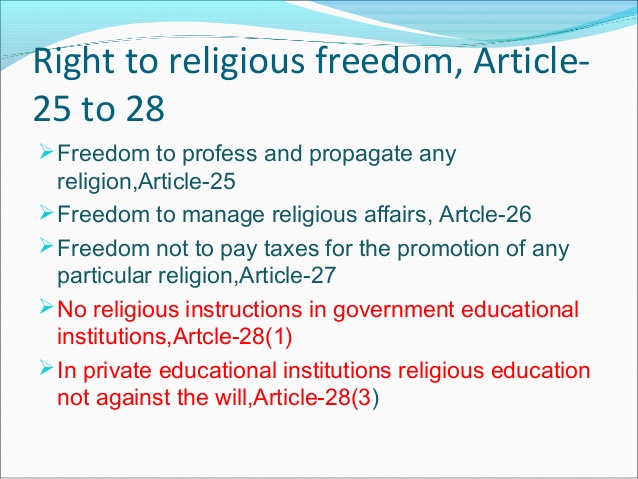 Right to religious freedom, Article-
25 to 28
➢Freedom to profess and propagate any
religion,Article-25
➢Freedom to manage religious affairs, Artcle-26
➢Freedom not to pay taxes for the promotion of any
particular religion,Article-27
➢No religious instructions in government educational
institutions,Artcle-28(1)
➢In private educational institutions religious education
not against the will,Article-28(3)